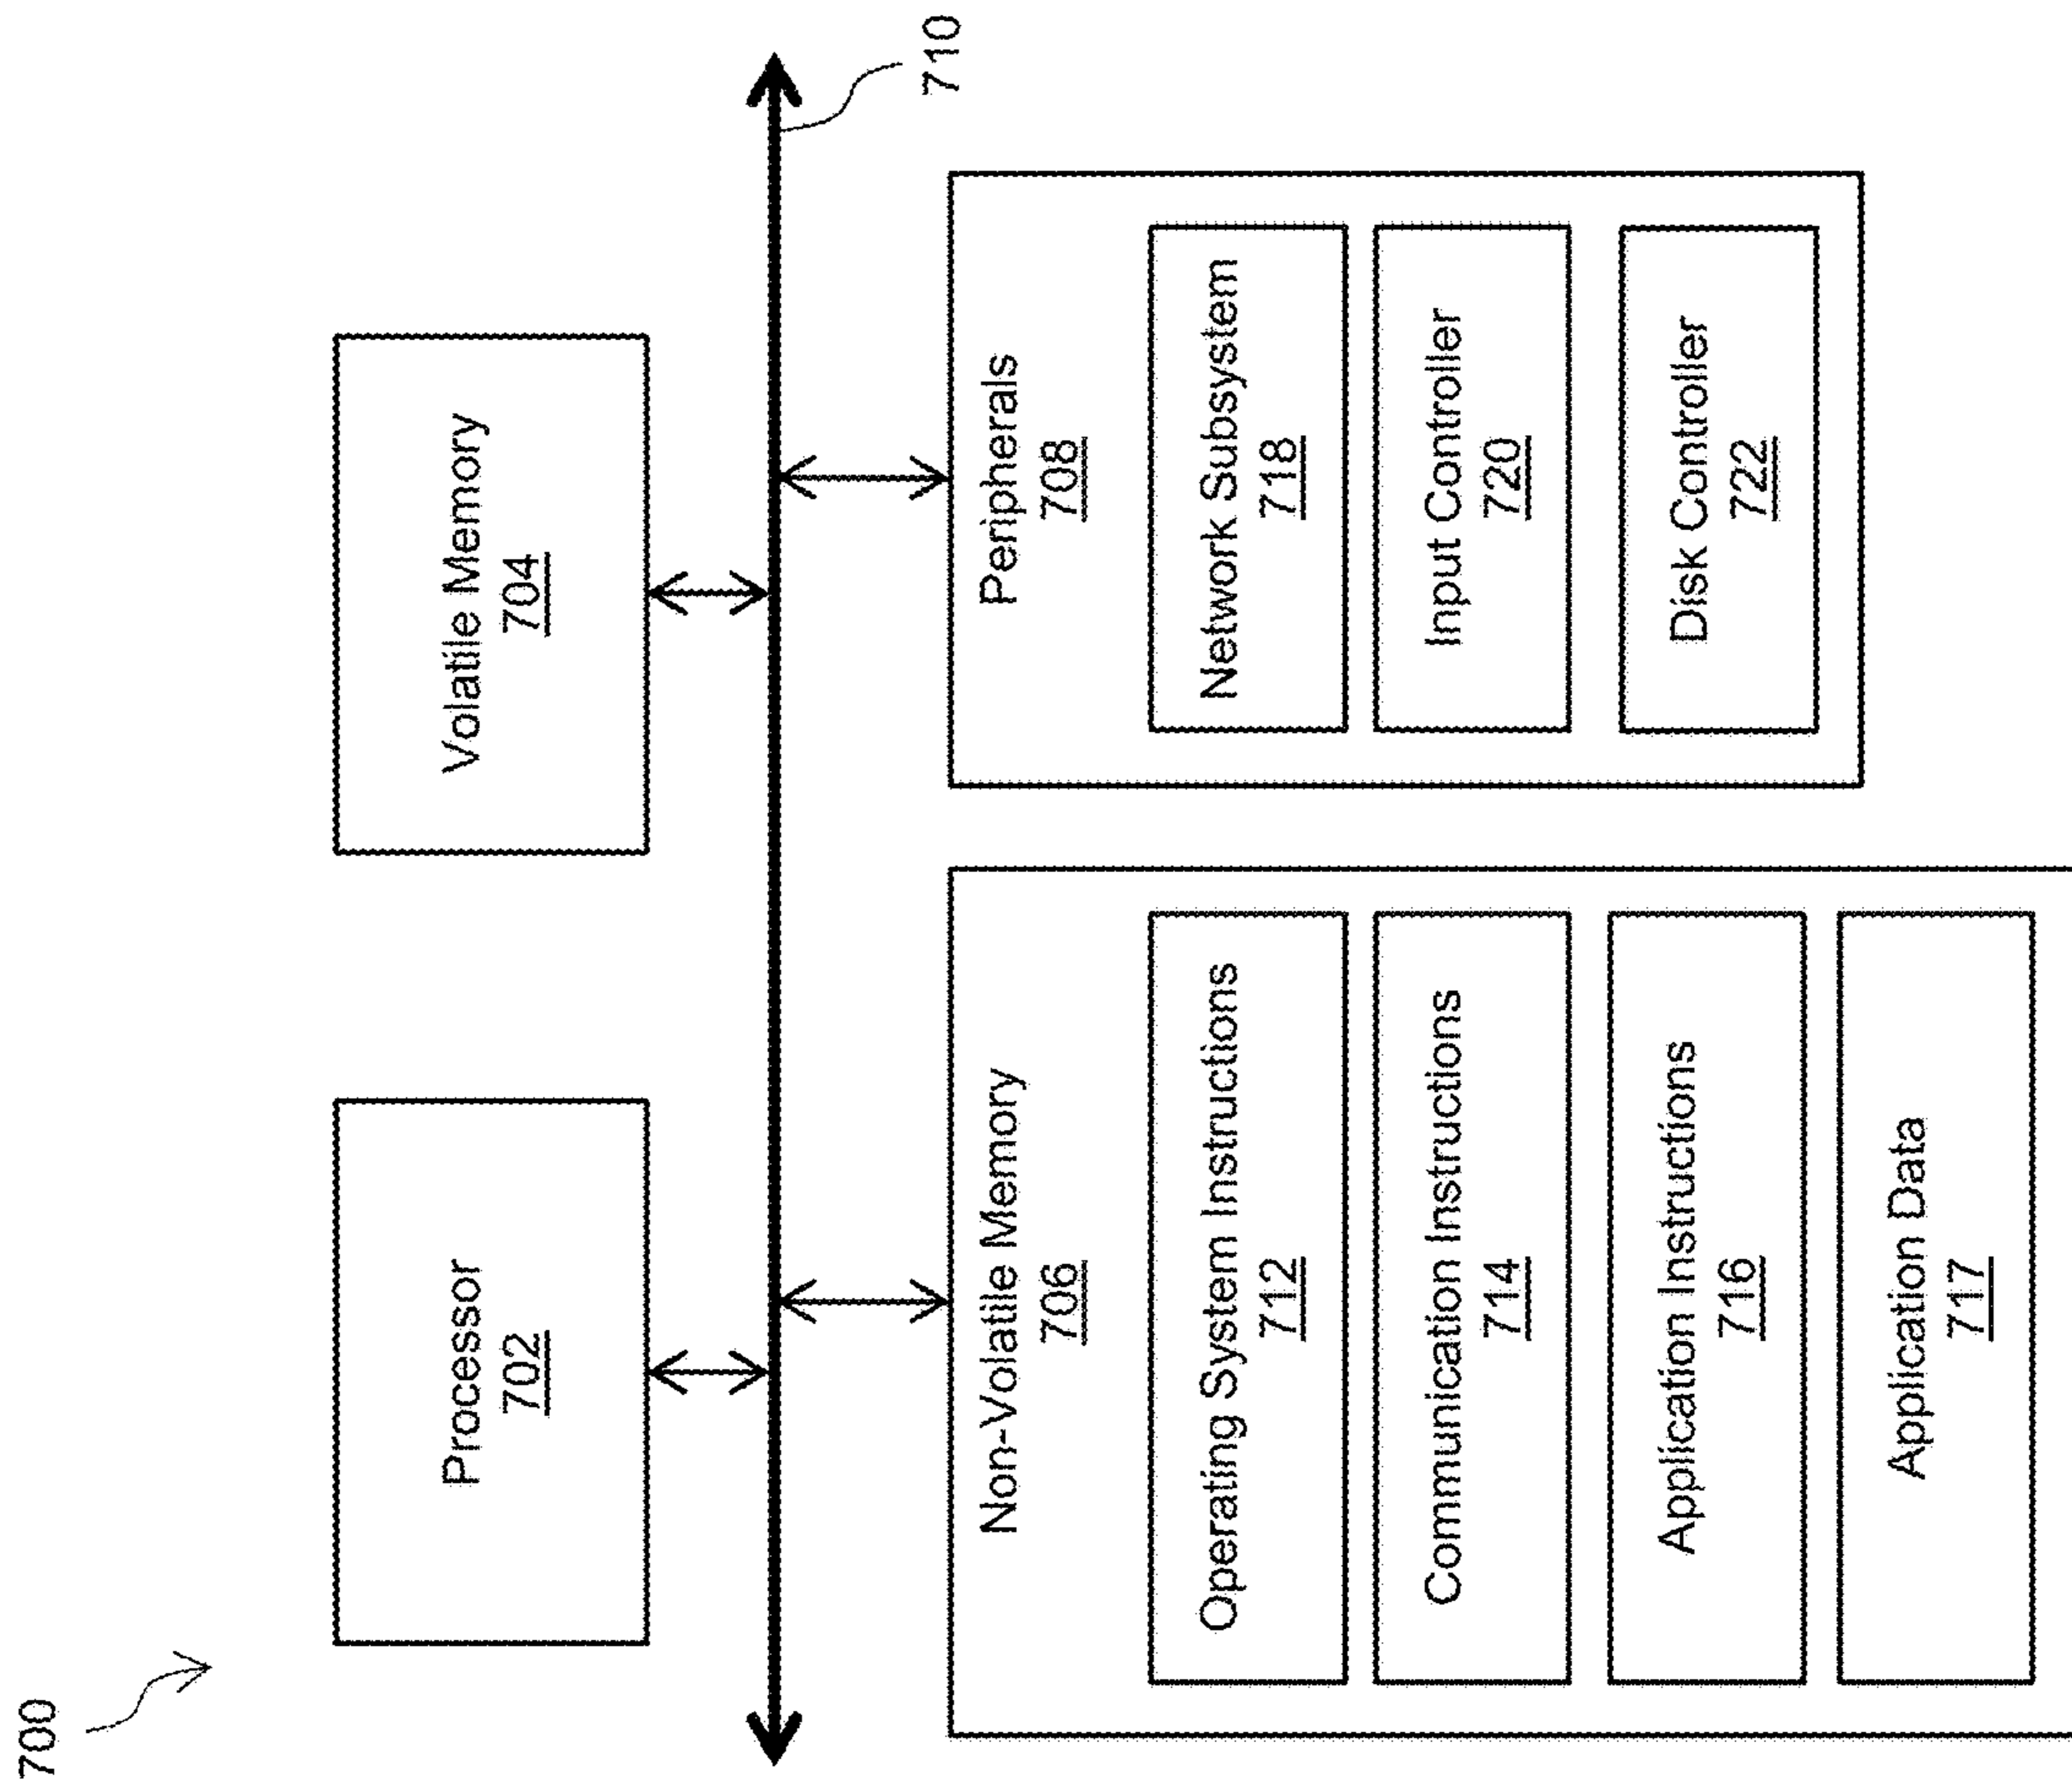 700
Processor
702
Volatile Memory
704
710
Non-Volatile Memory
706
Operating System Instructions
712
Communication Instructions
714
Application Instructions
716
Application Data
717
Peripherals
708
Network Subsystem
718
Input Controller
720
Disk Controller
722